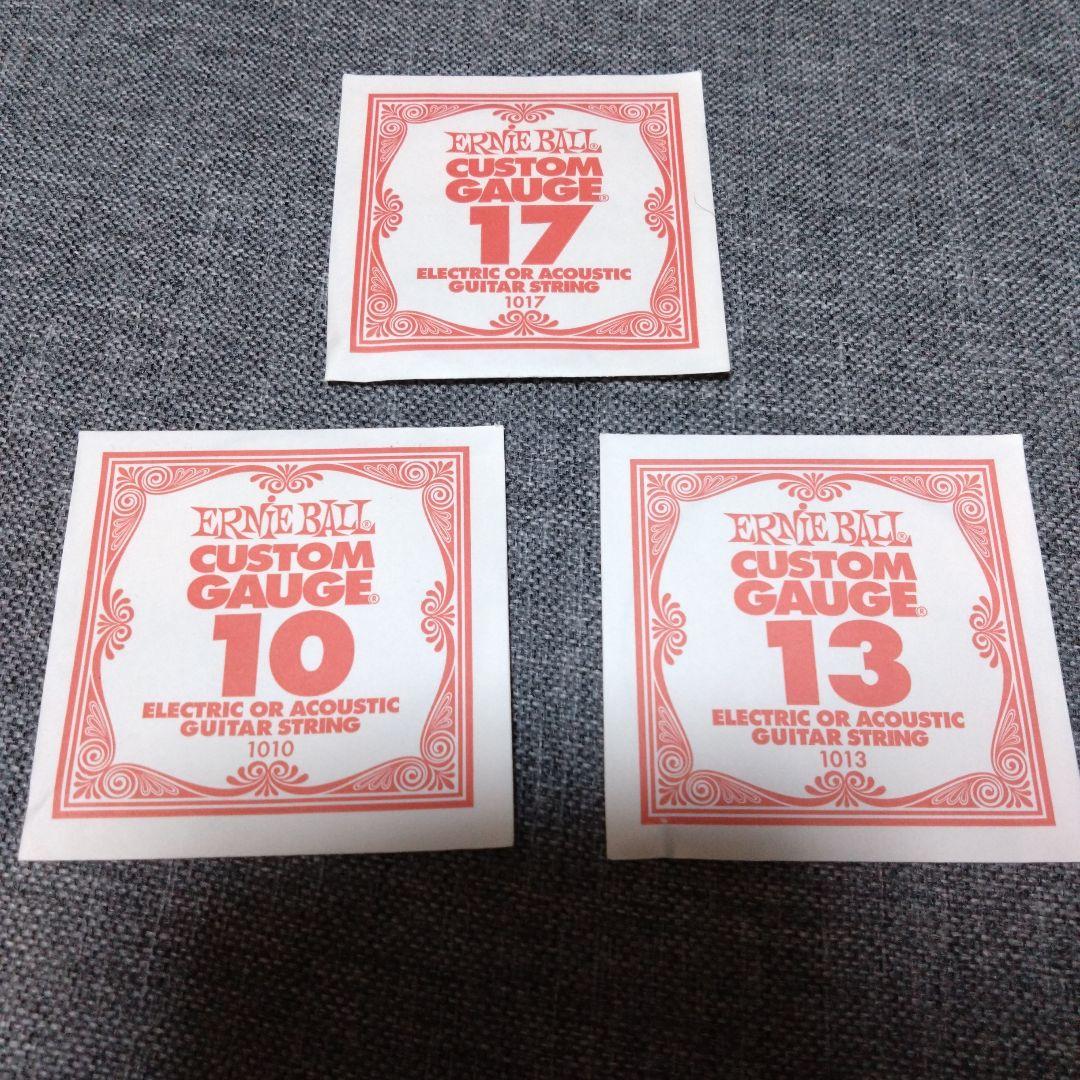 ERNiE BALL®
CUSTOM
GAUGE®
17
ELECTRIC OR ACOUSTIC
GUITAR STRING
1017
ERNiE BALL®
CUSTOM
GAUGE®
10
ELECTRIC OR ACOUSTIC
GUITAR STRING
1010
ERNiE BALL®
CUSTOM
GAUGE®
13
ELECTRIC OR ACOUSTIC
GUITAR STRING
1013